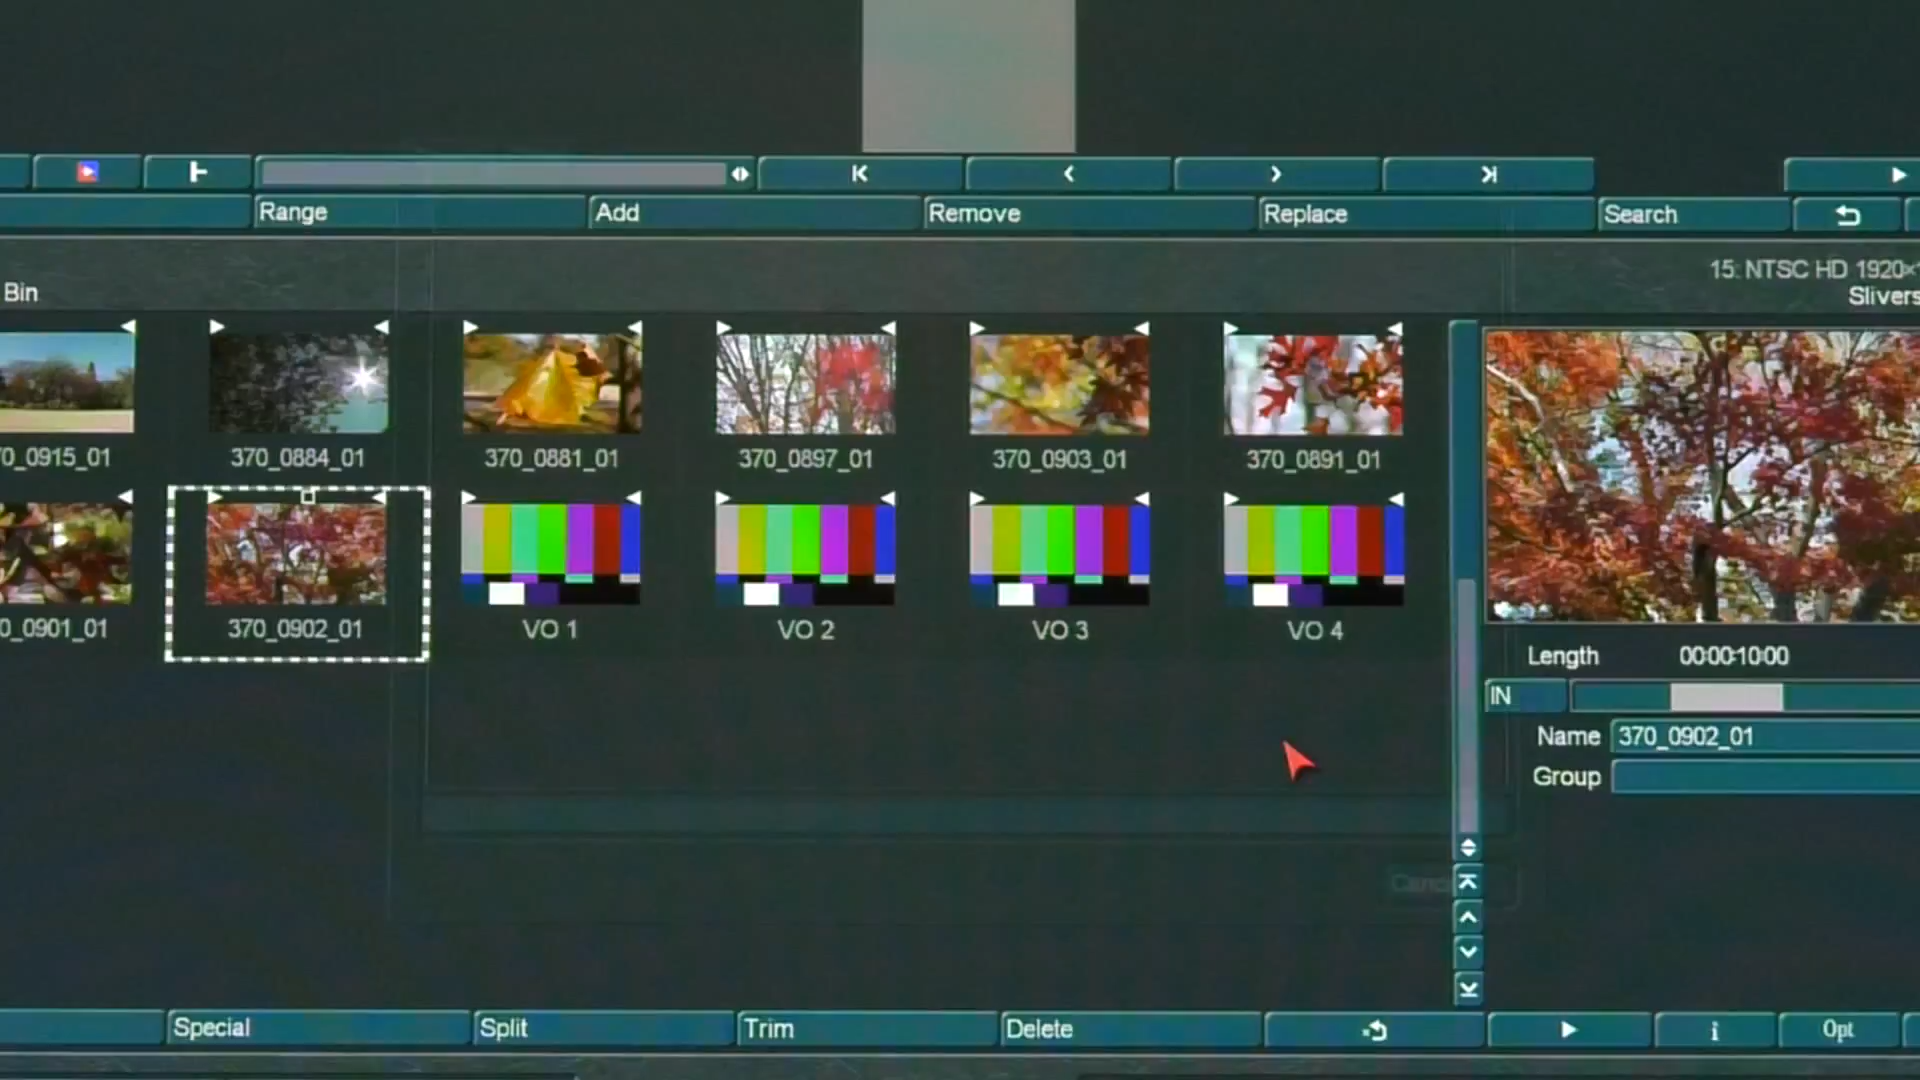 Range Add Remove Replace Search
15: NTSC HD 1920×
Bin
Slivers
0_0915_01 370_0884_01 370_0881_01 370_0897_01 370_0903_01 370_0891_01
0_0901_01 370_0902_01 VO 1 VO 2 VO 3 VO 4
Length 00:00:10:00
IN
Name 370_0902_01
Group
Special Split Trim Delete i Opt